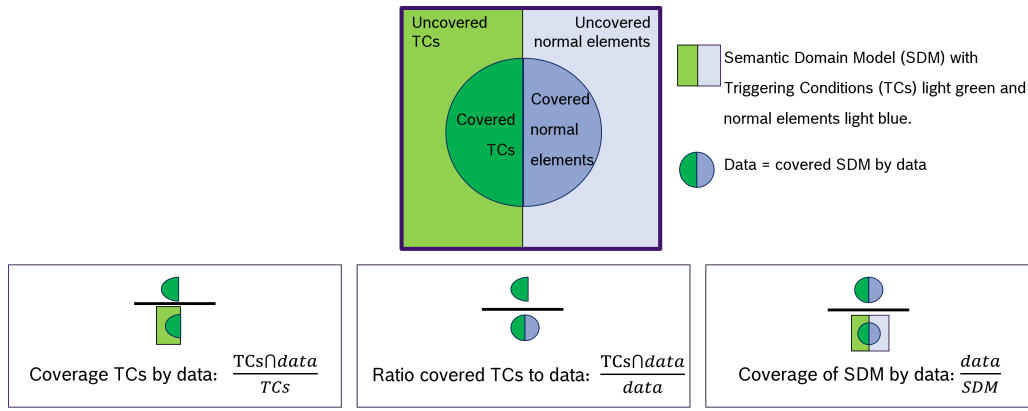 Uncovered
TCs
Uncovered
normal elements
Covered
TCs
Covered
normal
elements
Semantic Domain Model (SDM) with
Triggering Conditions (TCs) light green and
normal elements light blue.
Data = covered SDM by data
Coverage TCs by data: TCs⋂data / TCs
Ratio covered TCs to data: TCs⋂data / data
Coverage of SDM by data: data / SDM